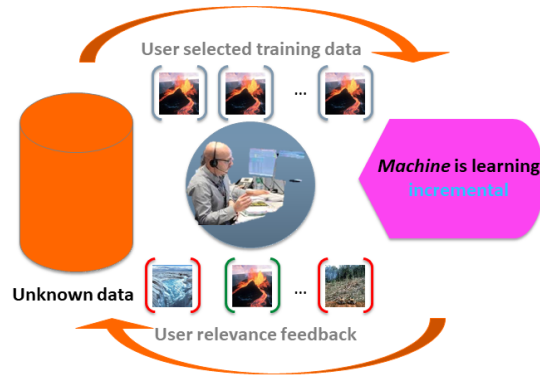 User selected training data
...
Machine is learning
incremental
Unknown data
...
User relevance feedback